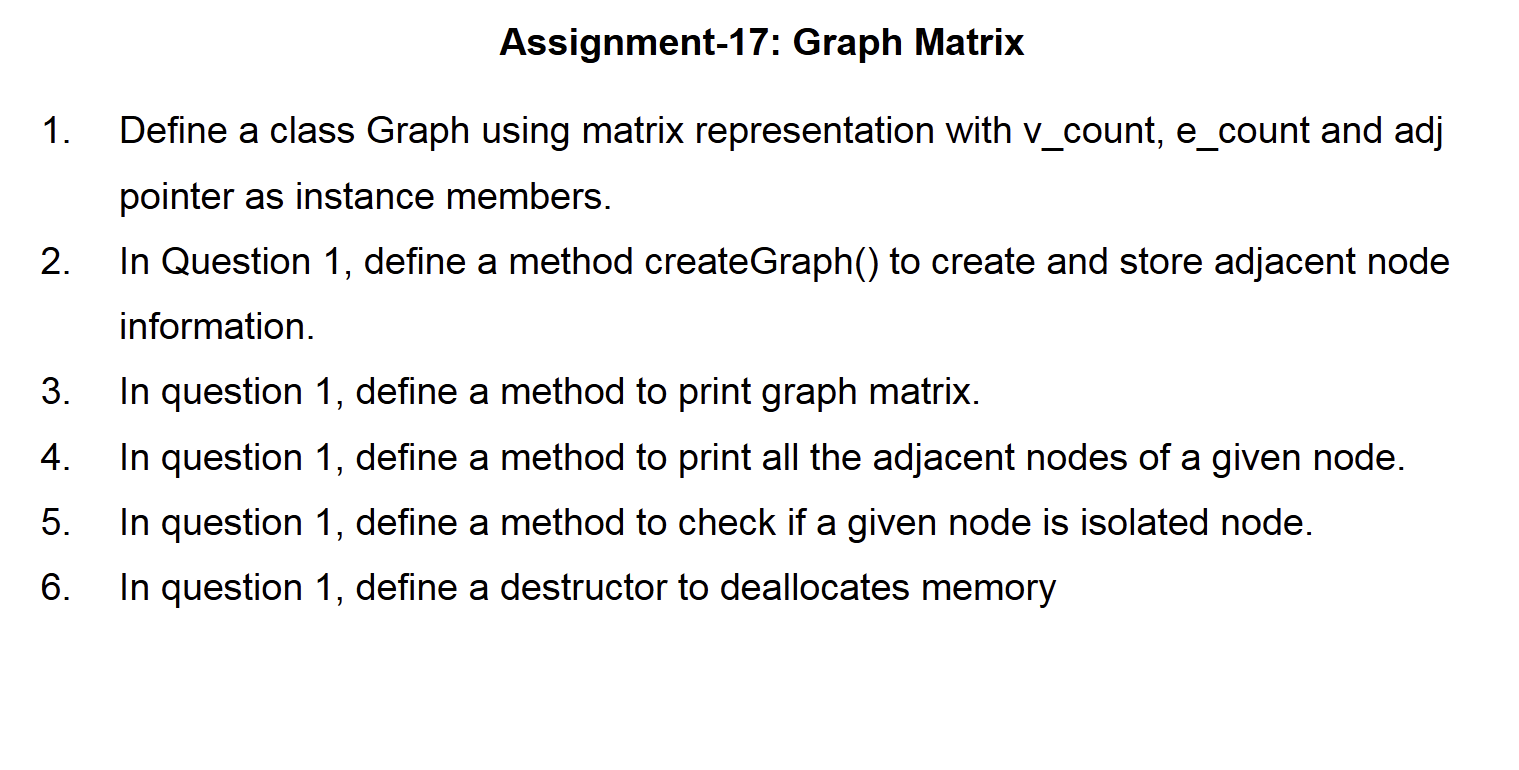 Assignment-17: Graph Matrix
1. Define a class Graph using matrix representation with v_count, e_count and adj
pointer as instance members.
2. In Question 1, define a method createGraph() to create and store adjacent node
information.
3. In question 1, define a method to print graph matrix.
4. In question 1, define a method to print all the adjacent nodes of a given node.
5. In question 1, define a method to check if a given node is isolated node.
6. In question 1, define a destructor to deallocates memory